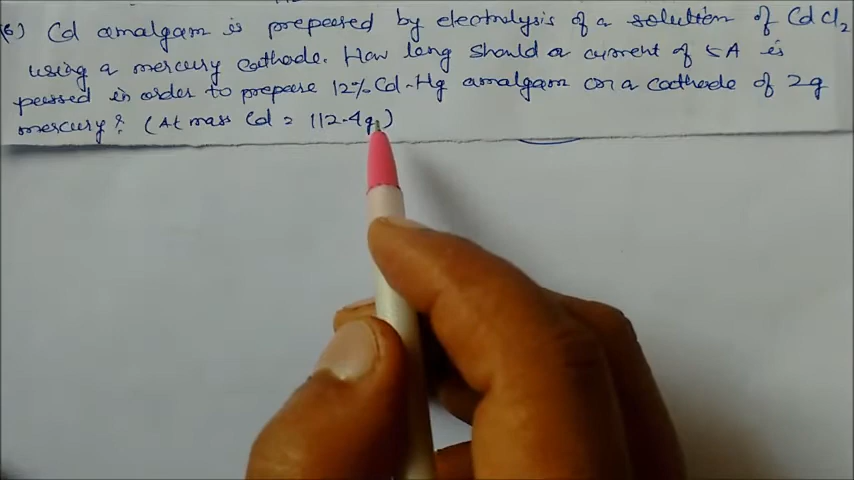 (6) Cd amalgam is prepared by electrolysis of a solution of CdCl2
using a mercury cathode. How long should a current of 5A is
passed in order to prepare 12% Cd-Hg amalgam on a cathode of 2g
mercury? (At mass Cd = 112.4g)